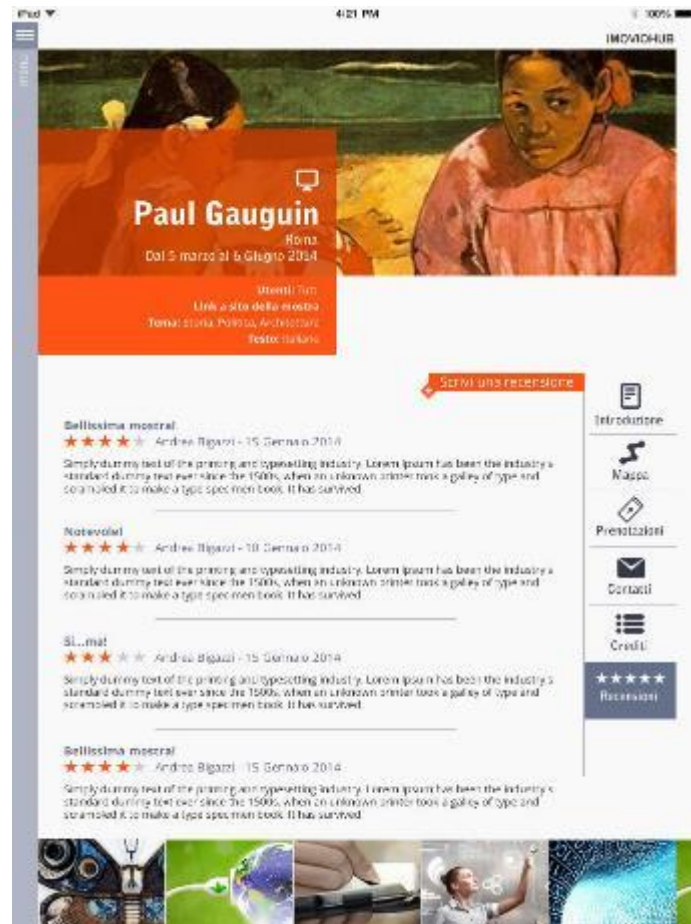 iPad
4:21 PM
100%
IMOVIOHUB
menu
Paul Gauguin
Roma
Dal 5 marzo al 6 Giugno 2014
Utenti: Tutti
Link a sito della mostra
Tema: Storia, Politica, Architettura
Testo: Italiano
Scrivi una recensione
Bellissima mostra!
Andrea Bigazzi - 15 Gennaio 2014
Simply dummy text of the printing and typesetting industry. Lorem Ipsum has been the industry's
standard dummy text ever since the 1500s, when an unknown printer took a galley of type and
scrambled it to make a type specimen book. It has survived
Notevole!
Andrea Bigazzi - 10 Gennaio 2014
Simply dummy text of the printing and typesetting industry. Lorem Ipsum has been the industry's
standard dummy text ever since the 1500s, when an unknown printer took a galley of type and
scrambled it to make a type specimen book. It has survived
Si...ma!
Andrea Bigazzi - 15 Gennaio 2014
Simply dummy text of the printing and typesetting industry. Lorem Ipsum has been the industry's
standard dummy text ever since the 1500s, when an unknown printer took a galley of type and
scrambled it to make a type specimen book. It has survived
Bellissima mostra!
Andrea Bigazzi - 15 Gennaio 2014
Simply dummy text of the printing and typesetting industry. Lorem Ipsum has been the industry's
standard dummy text ever since the 1500s, when an unknown printer took a galley of type and
scrambled it to make a type specimen book. It has survived
Introduzione
Mappa
Prenotazioni
Contatti
Crediti
Recensioni